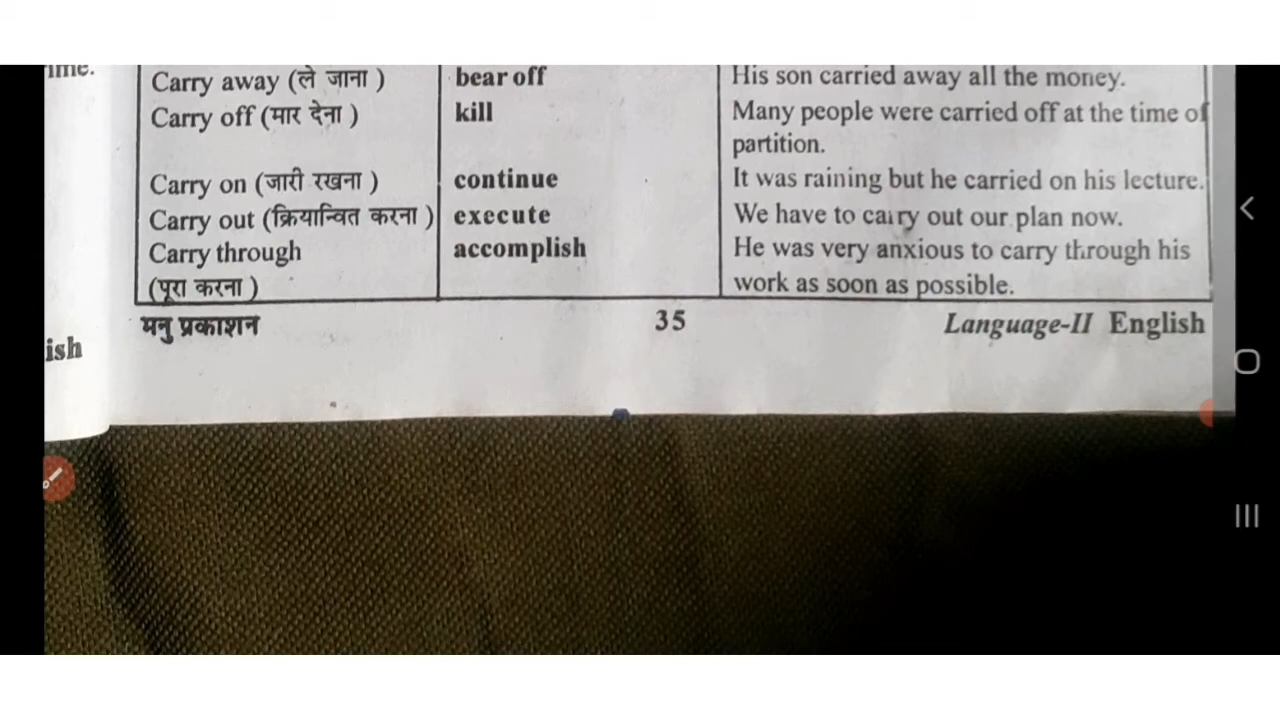 ime.
Carry away (ले जाना ) bear off His son carried away all the money.
Carry off (मार देना ) kill Many people were carried off at the time of
partition.
Carry on (जारी रखना ) continue It was raining but he carried on his lecture.
Carry out (क्रियान्वित करना ) execute We have to carry out our plan now.
Carry through accomplish He was very anxious to carry through his
(पूरा करना ) work as soon as possible.
मनु प्रकाशन 35 Language-II English
ish